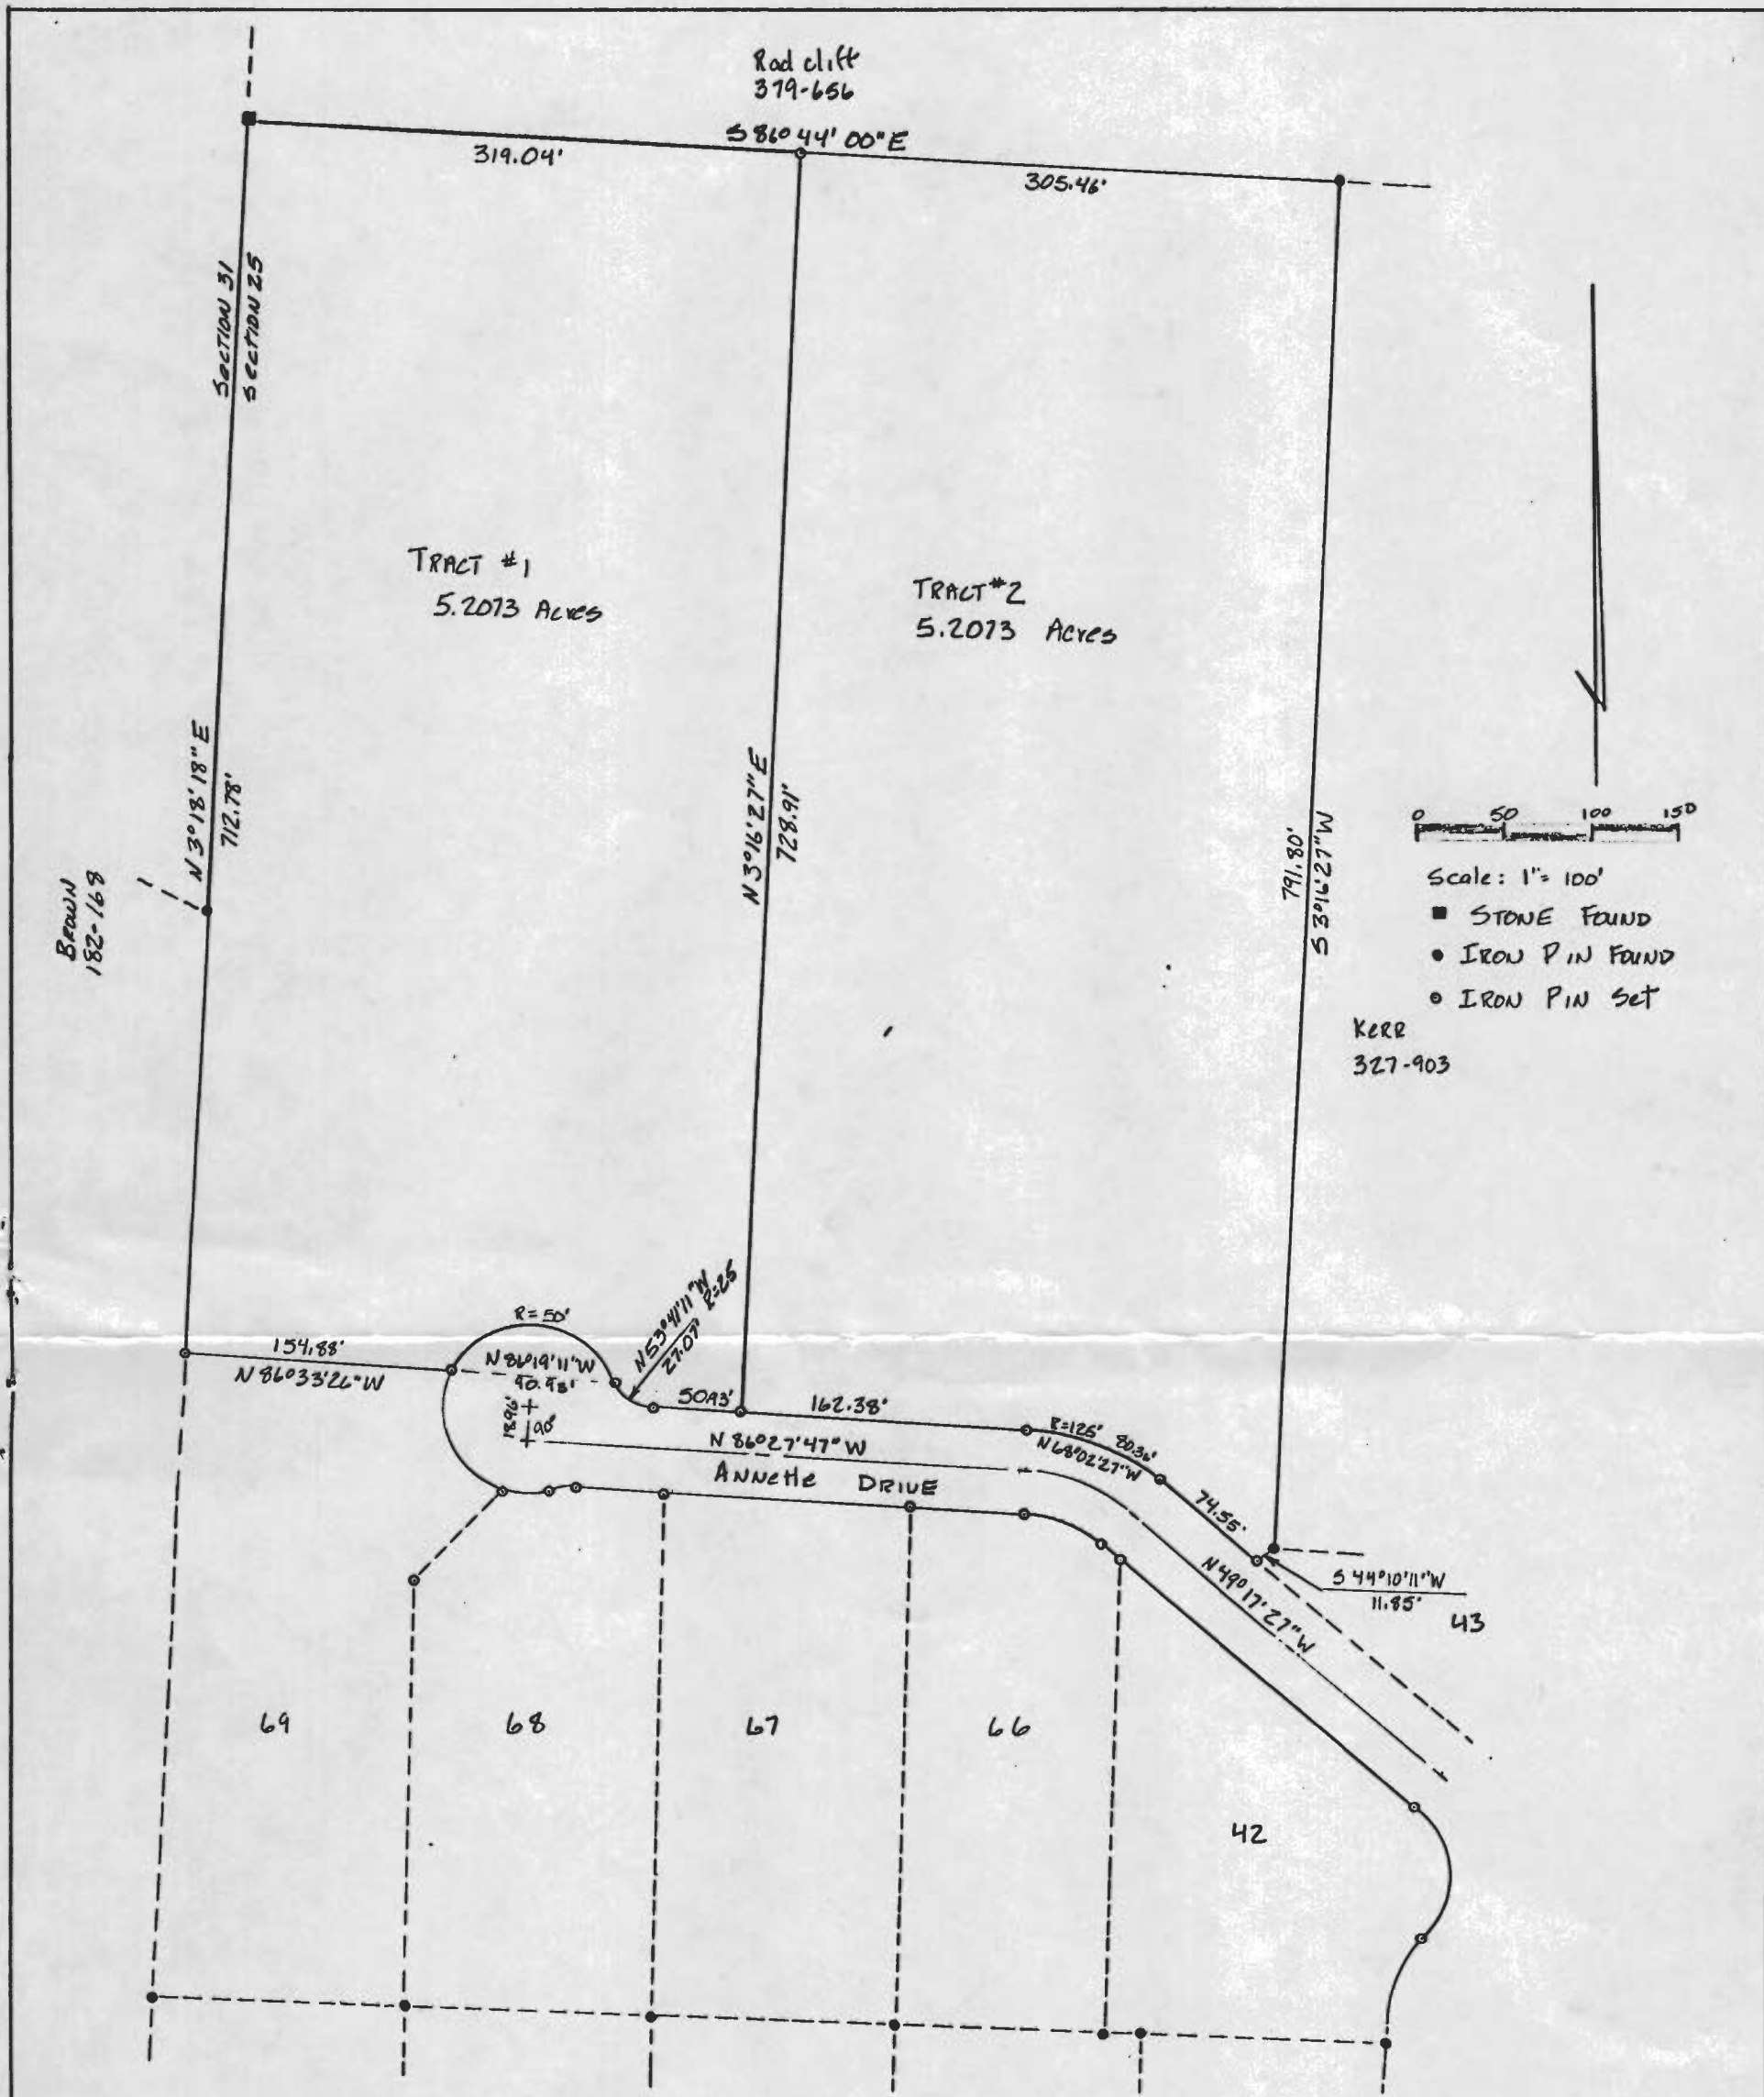 Radcliff
379-656
S 86° 44' 00" E
319.04'
305.46'
SECTION 31
SECTION 25
TRACT #1
5.2073 Acres
TRACT #2
5.2073 Acres
N 3° 18' 18" E
712.78'
N 3° 16' 27" E
728.91'
791.80'
S 3° 16' 27" W
0 50 100 150
Scale: 1" = 100'
STONE FOUND
IRON PIN FOUND
IRON PIN Set
BROWN
182-168
KERR
327-903
R=50'
N53°41'11"W
27.07'
R=25
154.88'
N 86°33'26" W
N 86°19'11" W
50.93'
162.38'
R=125' 80.36'
N 68°02'27" W
18.96'
N 86°27'47" W
ANNette DRIVE
74.55'
N 49° 17' 27" W
S 44°10'11" W
11.85'
43
69
68
67
66
42